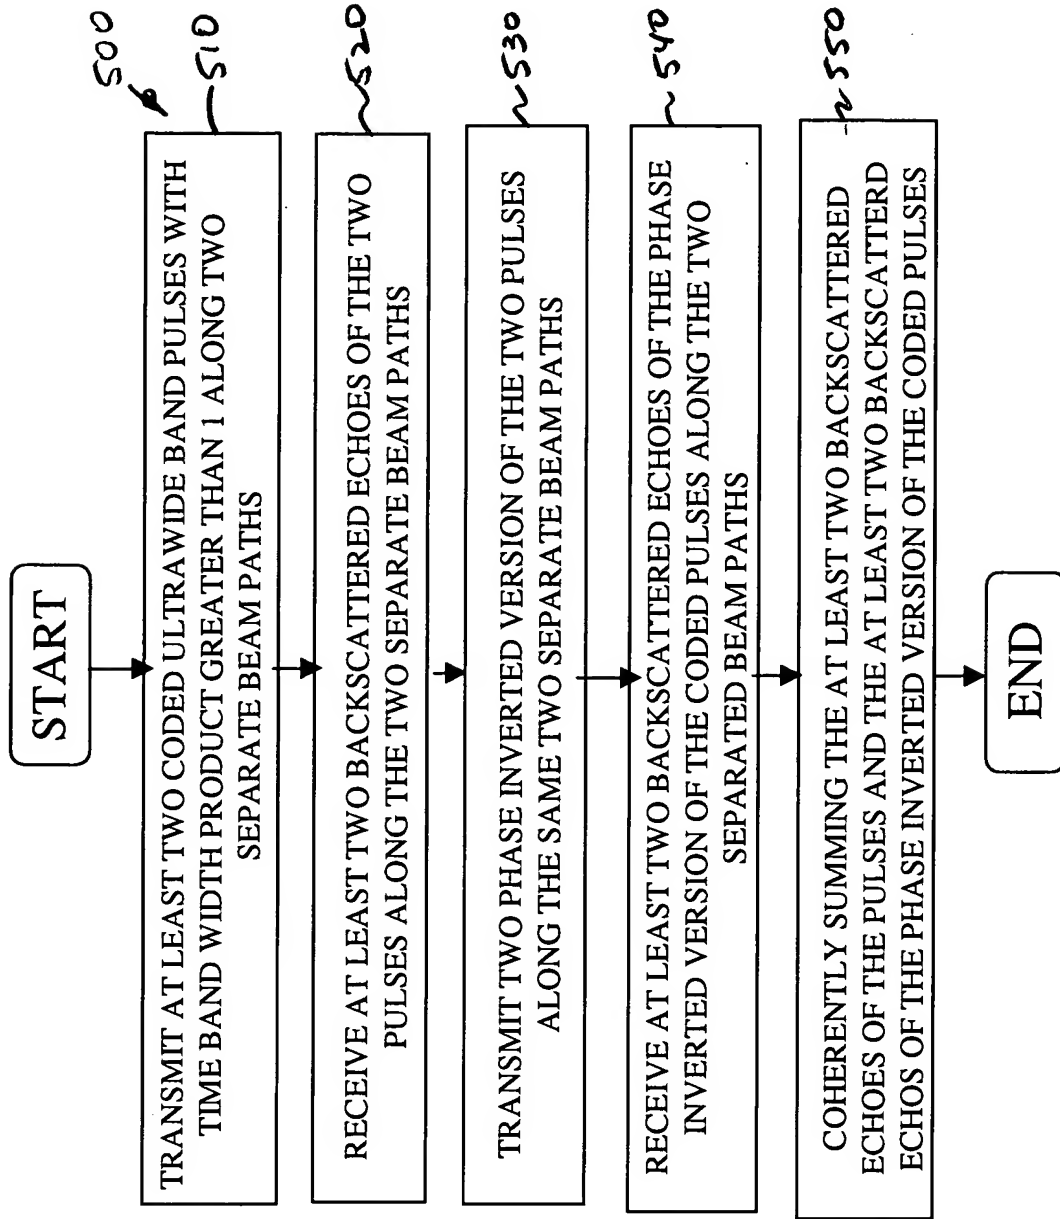 500
START
TRANSMIT AT LEAST TWO CODED ULTRAWIDE BAND PULSES WITH
TIME BAND WIDTH PRODUCT GREATER THAN 1 ALONG TWO
SEPARATE BEAM PATHS
510
RECEIVE AT LEAST TWO BACKSCATTERED ECHOES OF THE TWO
PULSES ALONG THE TWO SEPARATE BEAM PATHS
520
TRANSMIT TWO PHASE INVERTED VERSION OF THE TWO PULSES
ALONG THE SAME TWO SEPARATE BEAM PATHS
530
RECEIVE AT LEAST TWO BACKSCATTERED ECHOES OF THE PHASE
INVERTED VERSION OF THE CODED PULSES ALONG THE TWO
SEPARATED BEAM PATHS
540
COHERENTLY SUMMING THE AT LEAST TWO BACKSCATTERED
ECHOES OF THE PULSES AND THE AT LEAST TWO BACKSCATTERD
ECHOS OF THE PHASE INVERTED VERSION OF THE CODED PULSES
550
END